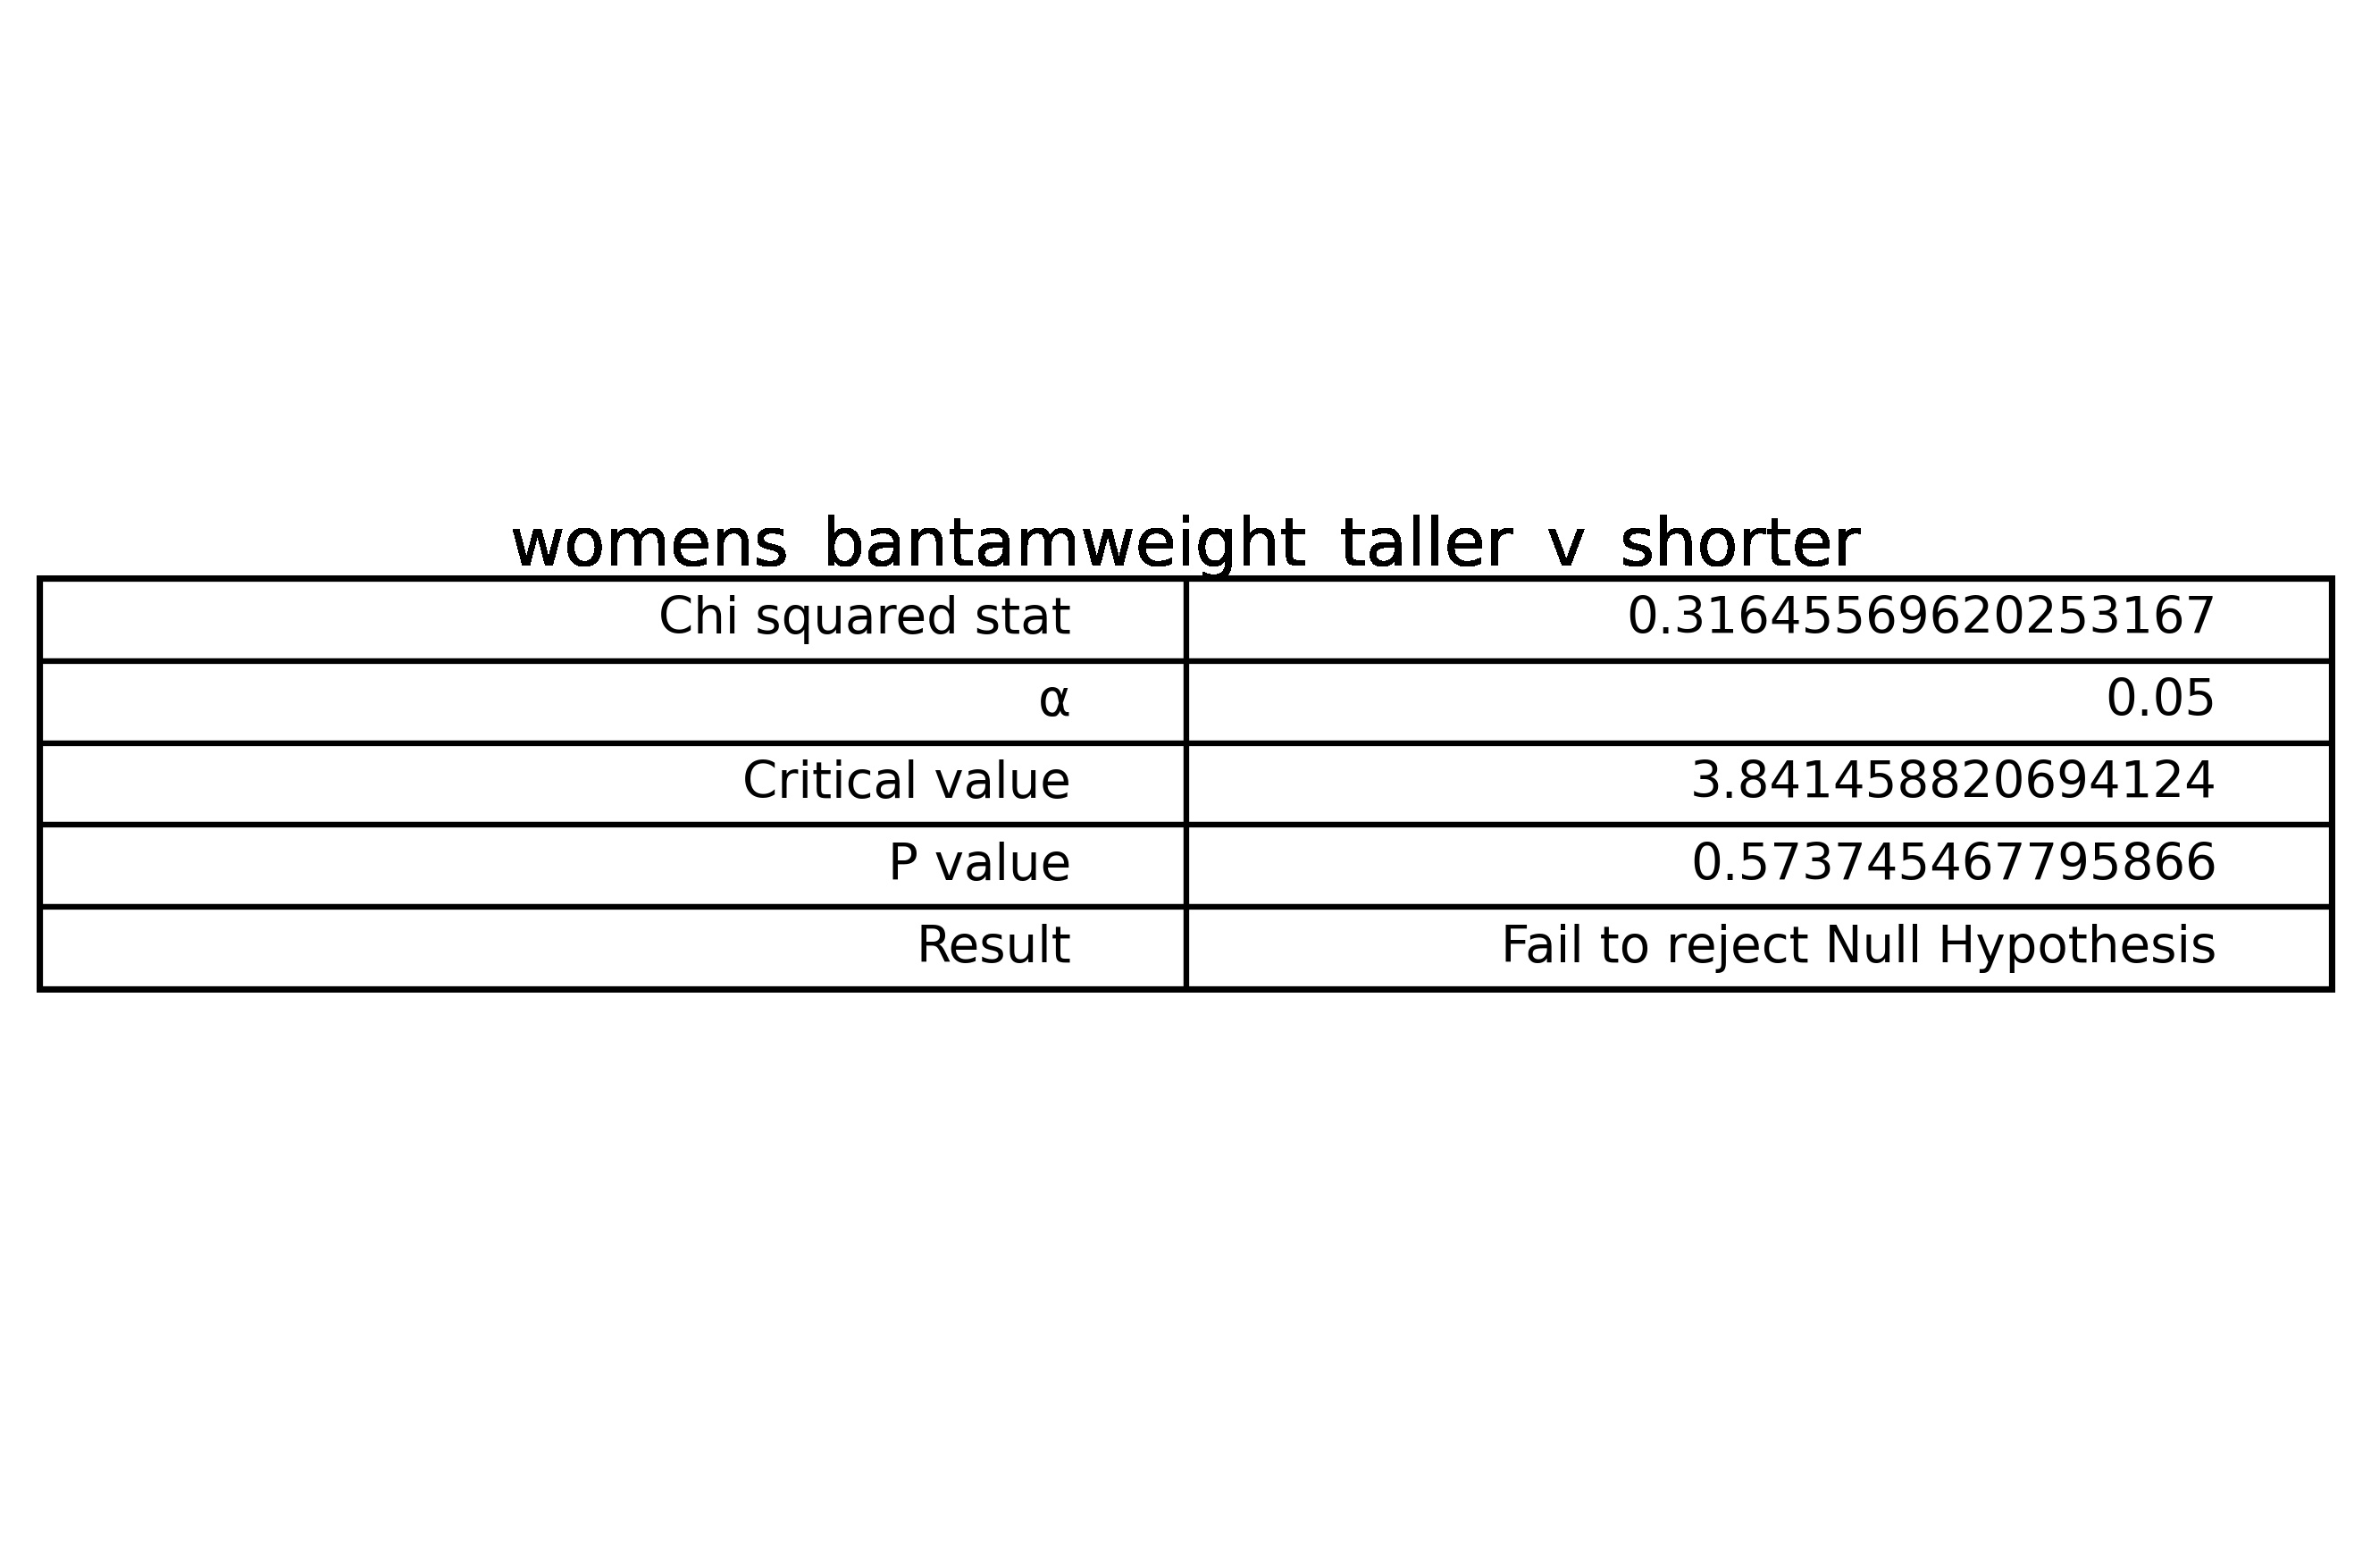 womens bantamweight taller v shorter
Chi squared stat 0.31645569620253167
α 0.05
Critical value 3.841458820694124
P value 0.573745467795866
Result Fail to reject Null Hypothesis